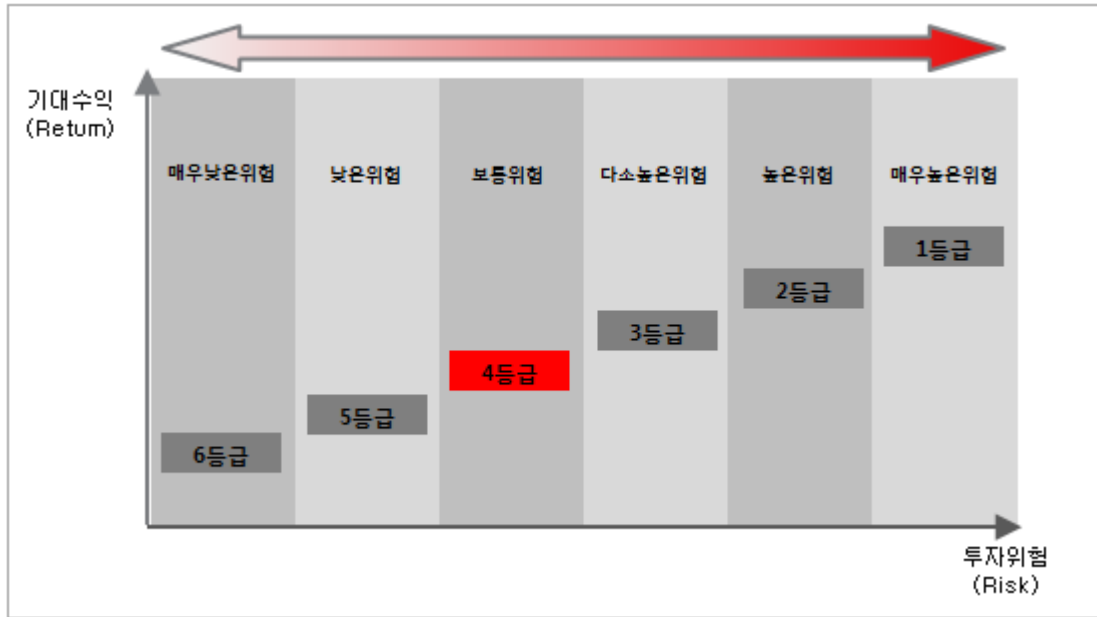 기대수익
(Return)
매우낮은위험
낮은위험
보통위험
다소높은위험
높은위험
매우높은위험
1등급
2등급
3등급
4등급
5등급
6등급
투자위험
(Risk)